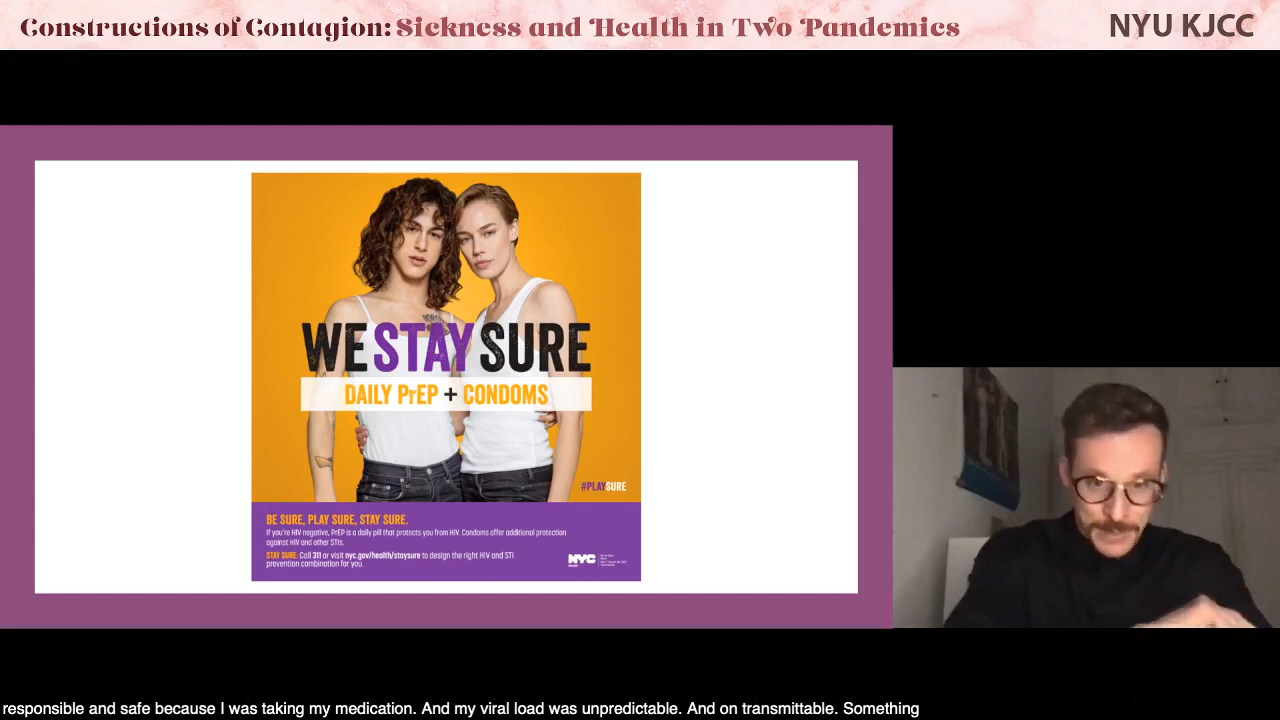 Constructions of Contagion: Sickness and Health in Two Pandemics
NYU KJCC
WE STAY SURE
DAILY PrEP + CONDOMS
#PLAYSURE
BE SURE, PLAY SURE, STAY SURE.
If you're HIV negative, PrEP is a daily pill that protects you from HIV. Condoms offer additional protection
against HIV and other STIs.
STAY SURE: Call 311 or visit nyc.gov/health/staysure to design the right HIV and STI
prevention combination for you.
NYC
responsible and safe because I was taking my medication. And my viral load was unpredictable. And on transmittable. Something